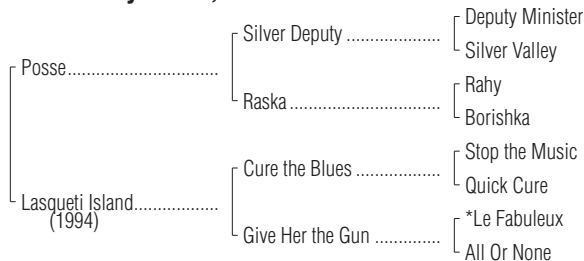 Deputy Minister
Silver Deputy
Silver Valley
Posse
Rahy
Raska
Borishka
Stop the Music
Cure the Blues
Quick Cure
Lasqueti Island
(1994)
*Le Fabuleux
Give Her the Gun
All Or None